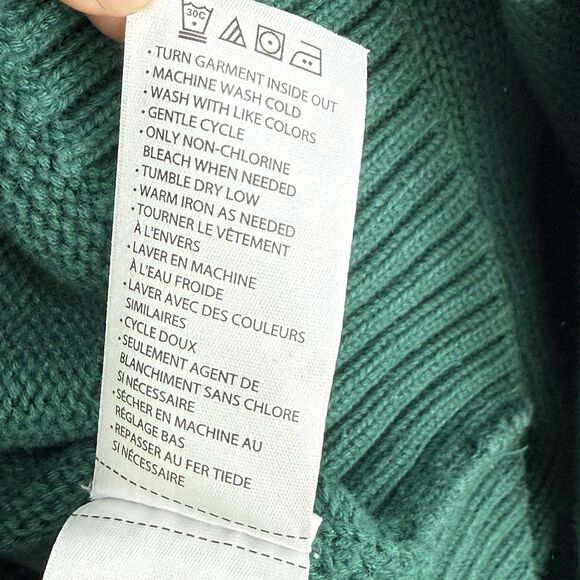 30C
• TURN GARMENT INSIDE OUT
• MACHINE WASH COLD
• WASH WITH LIKE COLORS
• GENTLE CYCLE
• ONLY NON-CHLORINE
BLEACH WHEN NEEDED
• TUMBLE DRY LOW
• WARM IRON AS NEEDED
• TOURNER LE VÊTEMENT
À L'ENVERS
• LAVER EN MACHINE
À L'EAU FROIDE
• LAVER AVEC DES COULEURS
SIMILAIRES
• CYCLE DOUX
• SEULEMENT AGENT DE
BLANCHIMENT SANS CHLORE
SI NÉCESSAIRE
• SÉCHER EN MACHINE AU
RÉGLAGE BAS
• REPASSER AU FER TIEDE
SI NÉCESSAIRE